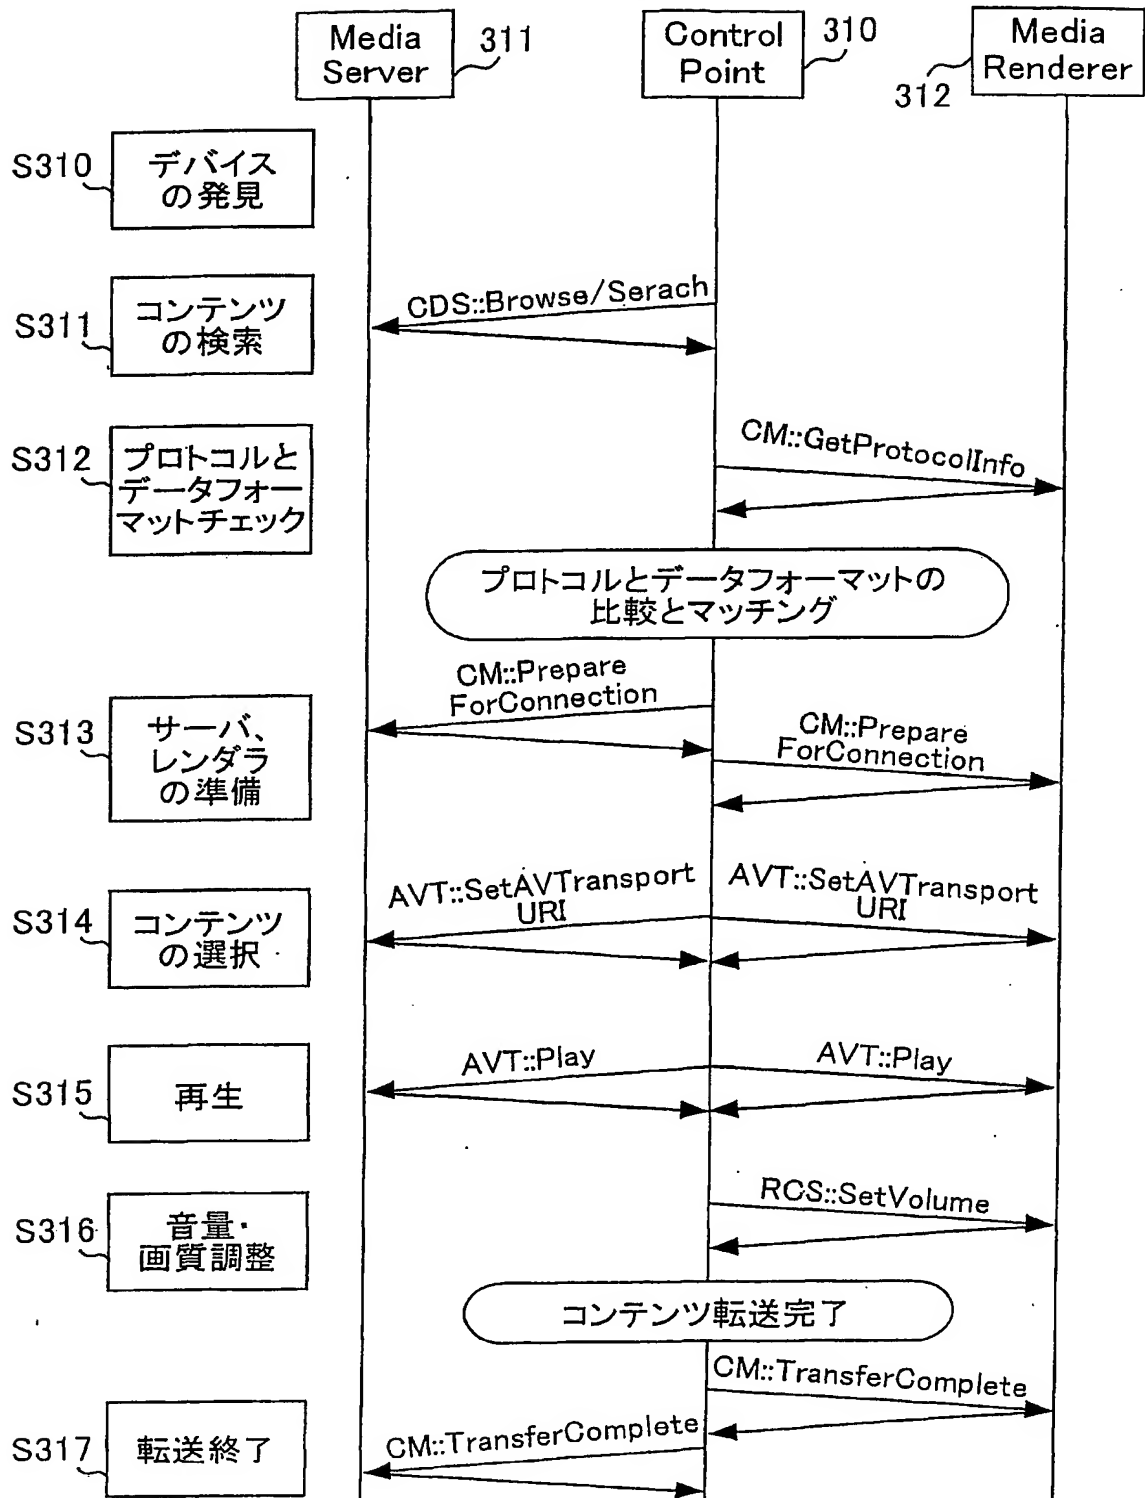 Media
Server
311
Control
Point
310
Media
Renderer
312
S310
デバイス
の発見
S311
コンテンツ
の検索
CDS::Browse/Serach
S312
プロトコルと
データフォー
マットチェック
CM::GetProtocolInfo
プロトコルとデータフォーマットの
比較とマッチング
S313
サーバ、
レンダラ
の準備
CM::Prepare
ForConnection
CM::Prepare
ForConnection
S314
コンテンツ
の選択
AVT::SetAVTransport
URI
AVT::SetAVTransport
URI
S315
再生
AVT::Play
AVT::Play
S316
音量・
画質調整
RCS::SetVolume
コンテンツ転送完了
CM::TransferComplete
S317
転送終了
CM::TransferComplete